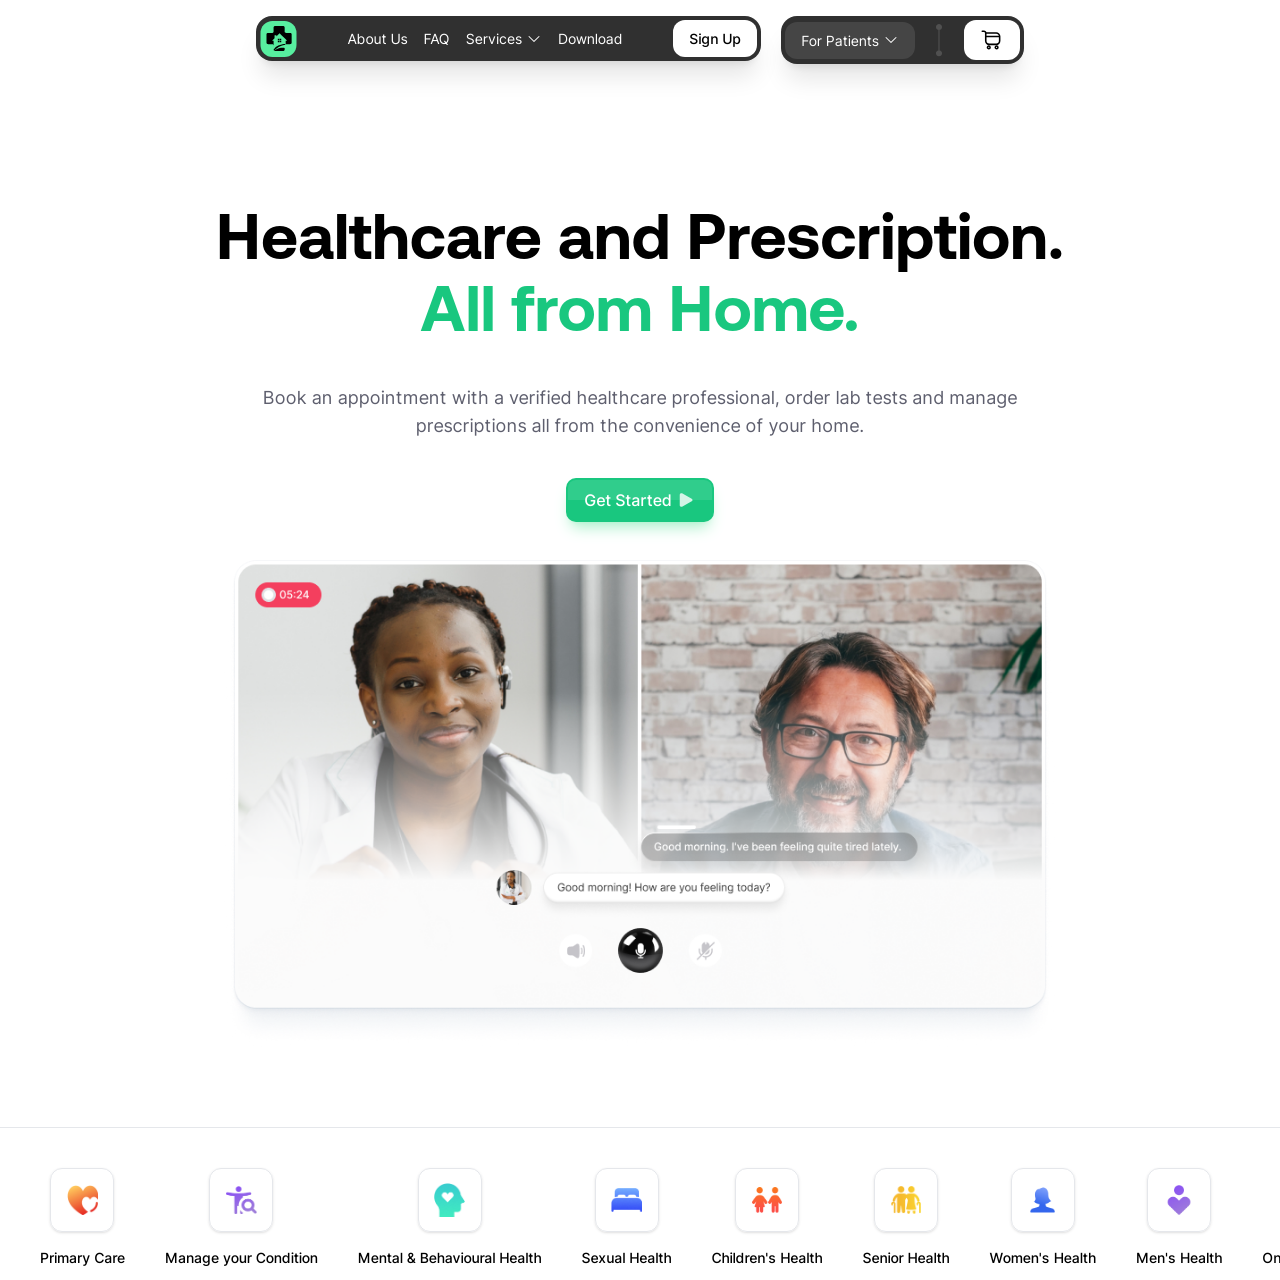 About Us FAQ Services Download Sign Up For Patients
Healthcare and Prescription.
All from Home.
Book an appointment with a verified healthcare professional, order lab tests and manage
prescriptions all from the convenience of your home.
Get Started
05:24
Good morning. I've been feeling quite tired lately.
Good morning! How are you feeling today?
Primary Care Manage your Condition Mental & Behavioural Health Sexual Health Children's Health Senior Health Women's Health Men's Health